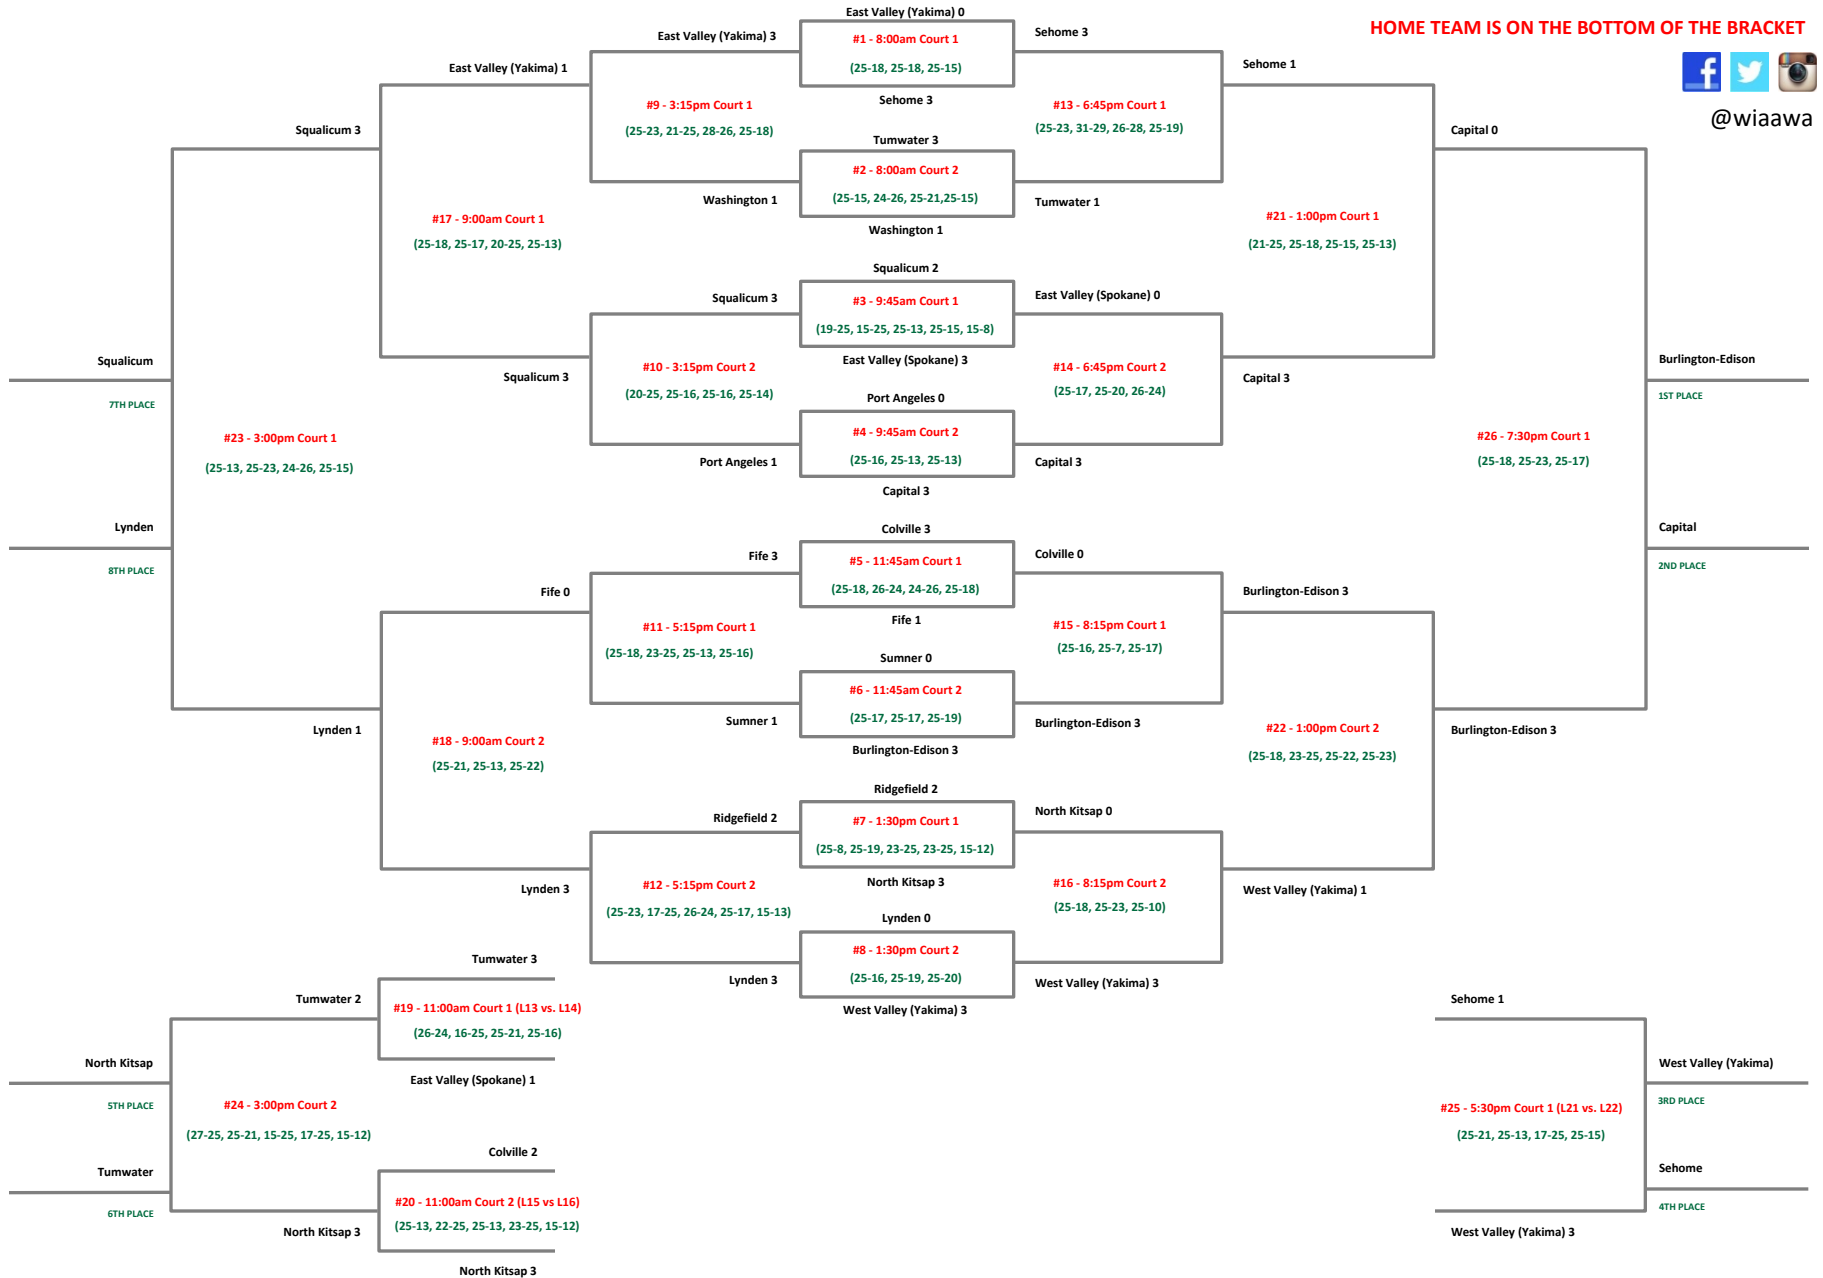 HOME TEAM IS ON THE BOTTOM OF THE BRACKET
@wiaawa
East Valley (Yakima) 0
#1 - 8:00am Court 1
(25-18, 25-18, 25-15)
Sehome 3
Tumwater 3
#2 - 8:00am Court 2
(25-15, 24-26, 25-21,25-15)
Washington 1
Squalicum 2
#3 - 9:45am Court 1
(19-25, 15-25, 25-13, 25-15, 15-8)
East Valley (Spokane) 3
Port Angeles 0
#4 - 9:45am Court 2
(25-16, 25-13, 25-13)
Capital 3
Colville 3
#5 - 11:45am Court 1
(25-18, 26-24, 24-26, 25-18)
Fife 1
Sumner 0
#6 - 11:45am Court 2
(25-17, 25-17, 25-19)
Burlington-Edison 3
Ridgefield 2
#7 - 1:30pm Court 1
(25-8, 25-19, 23-25, 23-25, 15-12)
North Kitsap 3
Lynden 0
#8 - 1:30pm Court 2
(25-16, 25-19, 25-20)
West Valley (Yakima) 3
East Valley (Yakima) 3
#9 - 3:15pm Court 1
(25-23, 21-25, 28-26, 25-18)
Washington 1
Squalicum 3
#10 - 3:15pm Court 2
(20-25, 25-16, 25-16, 25-14)
Port Angeles 1
Fife 3
#11 - 5:15pm Court 1
(25-18, 23-25, 25-13, 25-16)
Sumner 1
Ridgefield 2
#12 - 5:15pm Court 2
(25-23, 17-25, 26-24, 25-17, 15-13)
Lynden 3
Sehome 3
#13 - 6:45pm Court 1
(25-23, 31-29, 26-28, 25-19)
Tumwater 1
East Valley (Spokane) 0
#14 - 6:45pm Court 2
(25-17, 25-20, 26-24)
Capital 3
Colville 0
#15 - 8:15pm Court 1
(25-16, 25-7, 25-17)
Burlington-Edison 3
North Kitsap 0
#16 - 8:15pm Court 2
(25-18, 25-23, 25-10)
West Valley (Yakima) 3
East Valley (Yakima) 1
#17 - 9:00am Court 1
(25-18, 25-17, 20-25, 25-13)
Squalicum 3
Fife 0
#18 - 9:00am Court 2
(25-21, 25-13, 25-22)
Lynden 3
Tumwater 3
#19 - 11:00am Court 1 (L13 vs. L14)
(26-24, 16-25, 25-21, 25-16)
East Valley (Spokane) 1
Colville 2
#20 - 11:00am Court 2 (L15 vs L16)
(25-13, 22-25, 25-13, 23-25, 15-12)
North Kitsap 3
Sehome 1
#21 - 1:00pm Court 1
(21-25, 25-18, 25-15, 25-13)
Capital 3
Burlington-Edison 3
#22 - 1:00pm Court 2
(25-18, 23-25, 25-22, 25-23)
West Valley (Yakima) 1
Squalicum 3
#23 - 3:00pm Court 1
(25-13, 25-23, 24-26, 25-15)
Lynden 1
Squalicum
7TH PLACE
Lynden
8TH PLACE
Tumwater 2
#24 - 3:00pm Court 2
(27-25, 25-21, 15-25, 17-25, 15-12)
North Kitsap 3
North Kitsap
5TH PLACE
Tumwater
6TH PLACE
Sehome 1
#25 - 5:30pm Court 1 (L21 vs. L22)
(25-21, 25-13, 17-25, 25-15)
West Valley (Yakima) 3
West Valley (Yakima)
3RD PLACE
Sehome
4TH PLACE
Capital 0
#26 - 7:30pm Court 1
(25-18, 25-23, 25-17)
Burlington-Edison 3
Burlington-Edison
1ST PLACE
Capital
2ND PLACE